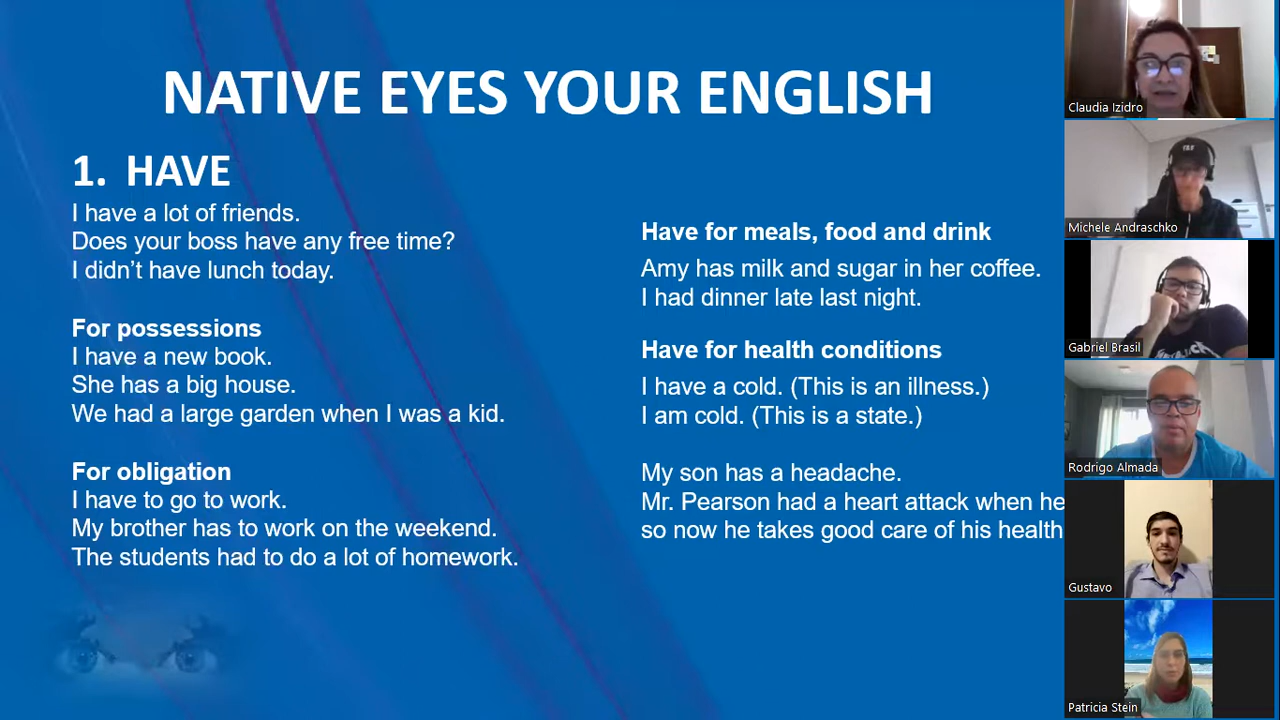 NATIVE EYES YOUR ENGLISH
1. HAVE
I have a lot of friends.
Does your boss have any free time?
I didn't have lunch today.
For possessions
I have a new book.
She has a big house.
We had a large garden when I was a kid.
For obligation
I have to go to work.
My brother has to work on the weekend.
The students had to do a lot of homework.
Have for meals, food and drink
Amy has milk and sugar in her coffee.
I had dinner late last night.
Have for health conditions
I have a cold. (This is an illness.)
I am cold. (This is a state.)
My son has a headache.
Mr. Pearson had a heart attack when he
so now he takes good care of his health
Claudia Izidro
Michele Andraschko
Gabriel Brasil
Rodrigo Almada
Gustavo
Patricia Stein